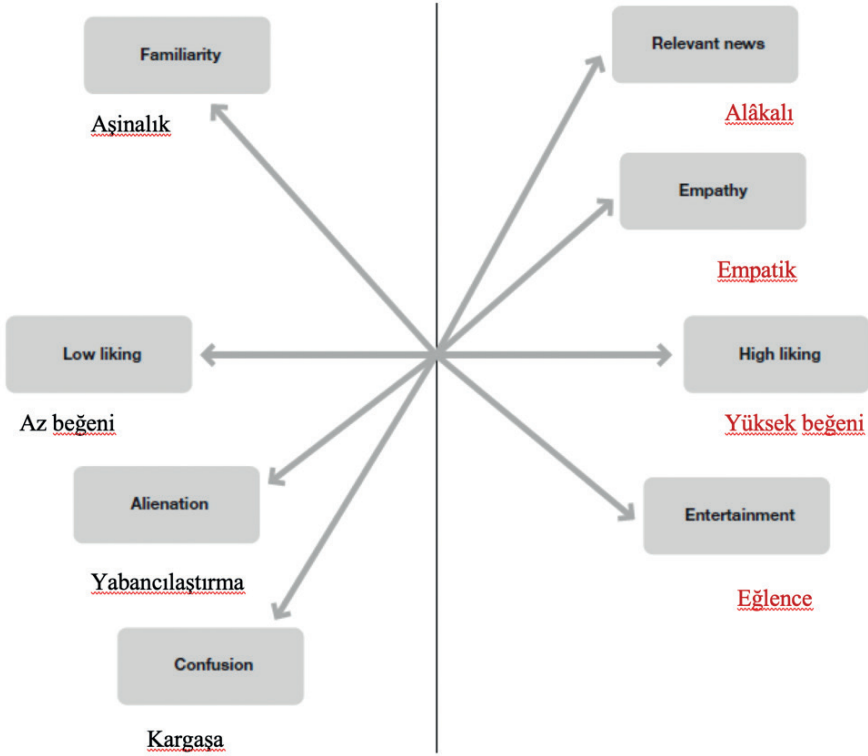 Familiarity
Aşinalık
Relevant news
Alâkalı
Empathy
Empatik
Low liking
Az beğeni
High liking
Yüksek beğeni
Alienation
Yabancılaştırma
Entertainment
Eğlence
Confusion
Kargaşa